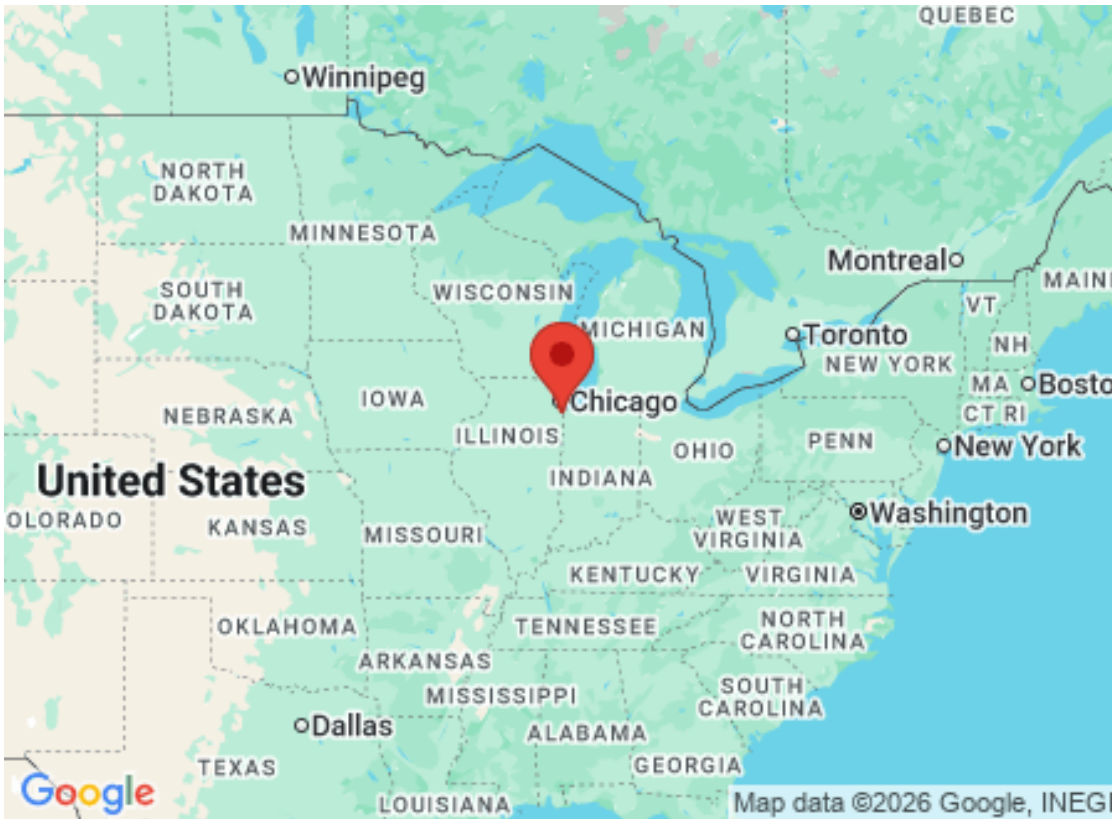 QUEBEC
Winnipeg
NORTH
DAKOTA
MINNESOTA
Montreal
MAINE
SOUTH
DAKOTA
WISCONSIN
VT
MICHIGAN
Toronto
NH
NEW YORK
MA
Bosto
IOWA
Chicago
NEBRASKA
CT RI
ILLINOIS
PENN
New York
OHIO
United States
INDIANA
OLORADO
KANSAS
Washington
MISSOURI
WEST
VIRGINIA
KENTUCKY
VIRGINIA
OKLAHOMA
TENNESSEE
NORTH
CAROLINA
ARKANSAS
MISSISSIPPI
SOUTH
CAROLINA
Dallas
ALABAMA
TEXAS
GEORGIA
Google
LOUISIANA
Map data ©2026 Google, INEGI